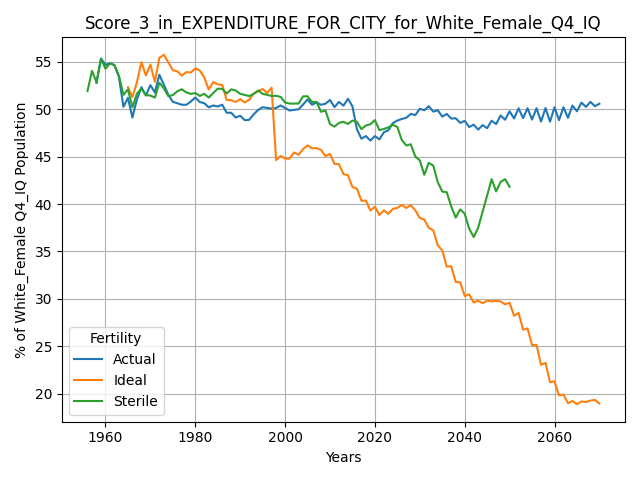 Score_3_in_EXPENDITURE_FOR_CITY_for_White_Female_Q4_IQ
% of White_Female Q4_IQ Population
55
50
45
40
35
30
25
20
Fertility
Actual
Ideal
Sterile
1960
1980
2000
2020
2040
2060
Years